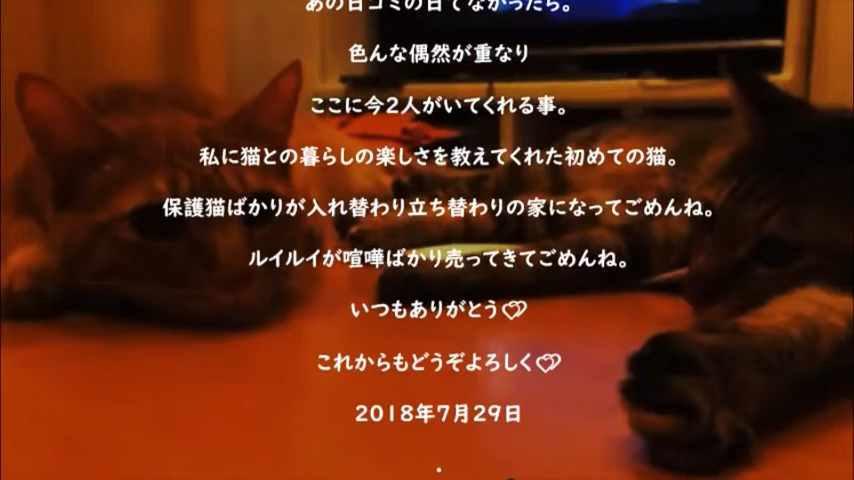 あの日ゴミの日でなかったら。
色んな偶然が重なり
ここに今2人がいてくれる事。
私に猫との暮らしの楽しさを教えてくれた初めての猫。
保護猫ばかりが入れ替わり立ち替わりの家になってごめんね。
ルイルイが喧嘩ばかり売ってきてごめんね。
いつもありがとう💕
これからもどうぞよろしく💕
2018年7月29日
.